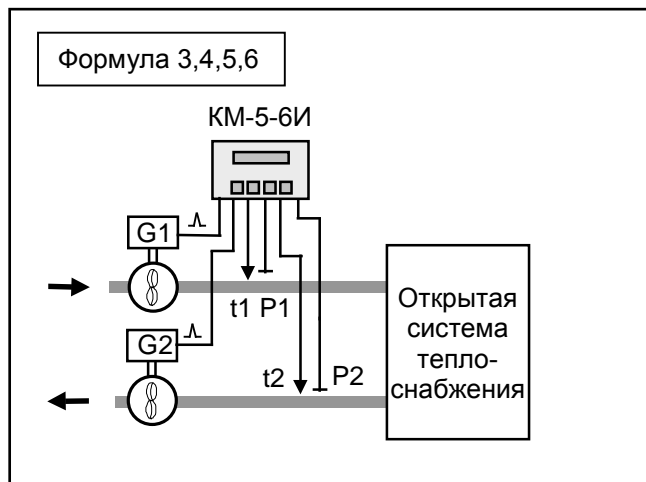 Формула 3,4,5,6
КМ-5-6И
G1
t1 P1
G2
t2 P2
Открытая
система
тепло-
снабжения